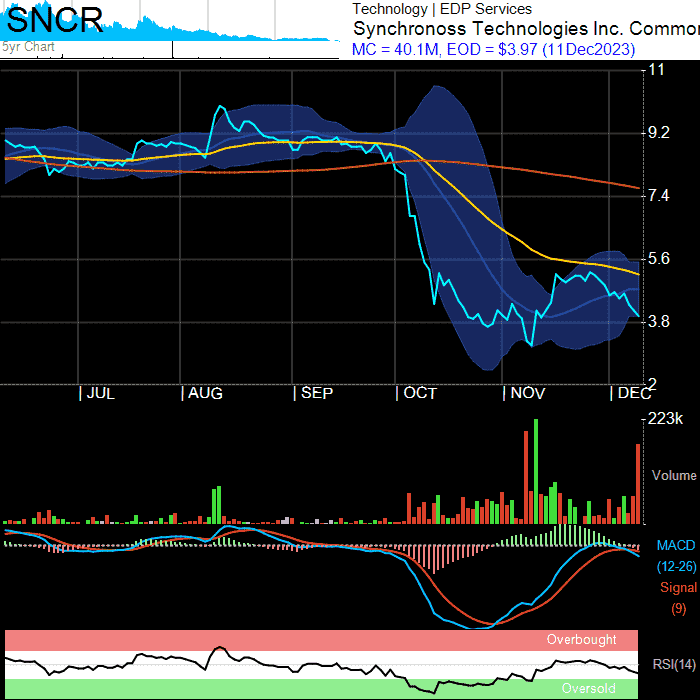 SNCR
5yr Chart
Technology | EDP Services
Synchronoss Technologies Inc. Common
MC = 40.1M, EOD = $3.97 (11Dec2023)
11
9.2
7.4
5.6
3.8
2
JUL
AUG
SEP
OCT
NOV
DEC
223k
Volume
MACD
(12-26)
Signal
(9)
Overbought
RSI(14)
Oversold